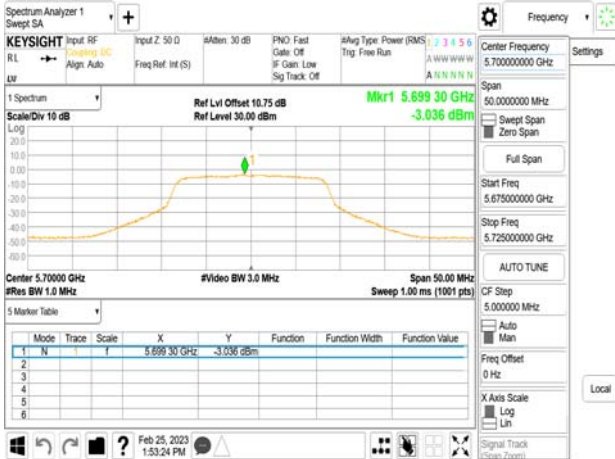 Spectrum Analyzer 1
Swept SA
+
Frequency
KEYSIGHT
Input: RF
Coupling: DC
Align: Auto
Input Z: 50 Ω
Freq Ref: Int (S)
#Atten: 30 dB
PNO: Fast
Gate: Off
IF Gain: Low
Sig Track: Off
#Avg Type: Power (RMS
Trig: Free Run
1 2 3 4 5 6
A W W W W W
A N N N N N
RL
Center Frequency
5.700000000 GHz
Settings
1 Spectrum
Scale/Div 10 dB
Ref Lvl Offset 10.75 dB
Ref Level 30.00 dBm
Mkr1 5.699 30 GHz
-3.036 dBm
Span
50.0000000 MHz
Swept Span
Zero Span
Full Span
Start Freq
5.675000000 GHz
Stop Freq
5.725000000 GHz
AUTO TUNE
CF Step
5.000000 MHz
Auto
Man
Freq Offset
0 Hz
X Axis Scale
Log
Lin
Local
Signal Track
(Span Zoom)
Log
20.0
10.0
0.00
-10.0
-20.0
-30.0
-40.0
-50.0
-60.0
1
Center 5.70000 GHz
#Res BW 1.0 MHz
#Video BW 3.0 MHz
Span 50.00 MHz
Sweep 1.00 ms (1001 pts)
5 Marker Table
Mode Trace Scale X Y Function Function Width Function Value
1 N 1 f 5.699 30 GHz -3.036 dBm
2
3
4
5
6
?
Feb 25, 2023
1:53:24 PM